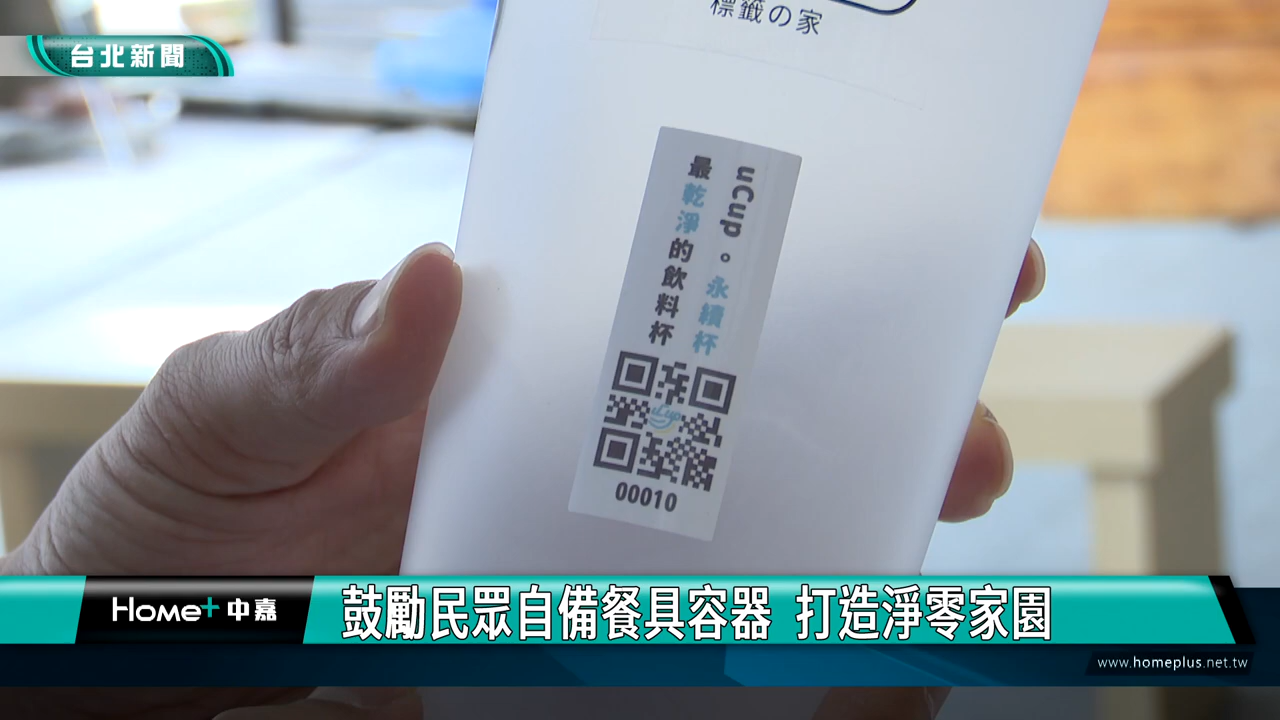 標籤の家
台北新聞
uCup。永續杯
最乾淨的飲料杯
uCup
00010
Home+中嘉
鼓勵民眾自備餐具容器 打造淨零家園
www.homeplus.net.tw